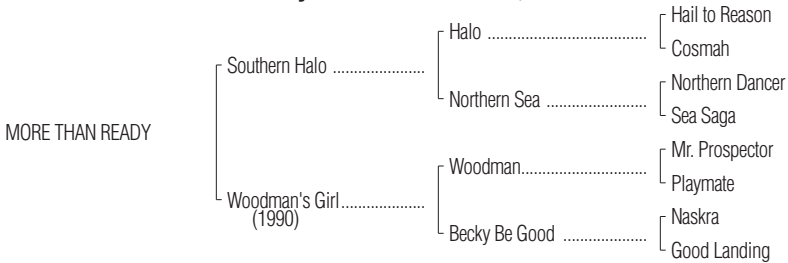 Hail to Reason
Halo ....................................
Cosmah
Southern Halo .....................
Northern Dancer
Northern Sea .......................
Sea Saga
MORE THAN READY
Mr. Prospector
Woodman.............................
Playmate
Woodman's Girl...................
(1990)
Naskra
Becky Be Good ...................
Good Landing